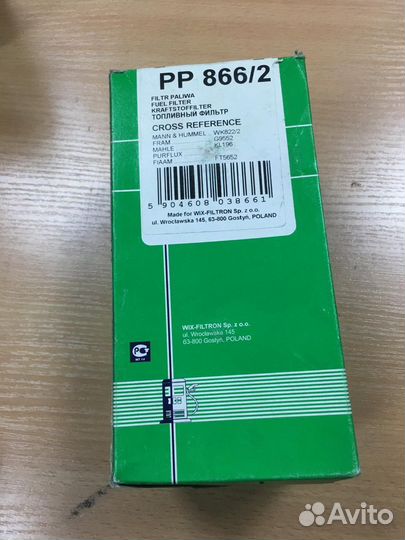 PP 866/2
FILTR PALIWA
FUEL FILTER
KRAFTSTOFFILTER
ТОПЛИВНЫЙ ФИЛЬТР
CROSS REFERENCE
MANN & HUMMEL WK822/2
FRAM G9552
MAHLE KL196
PURFLUX
FIAAM FT5652
5 904608 038661
Made for WIX-FILTRON Sp. z o.o.
ul. Wrocławska 145, 63-800 Gostyń, POLAND
WIX-FILTRON Sp. z o.o.
ul. Wrocławska 145
63-800 Gostyń, POLAND
Avito